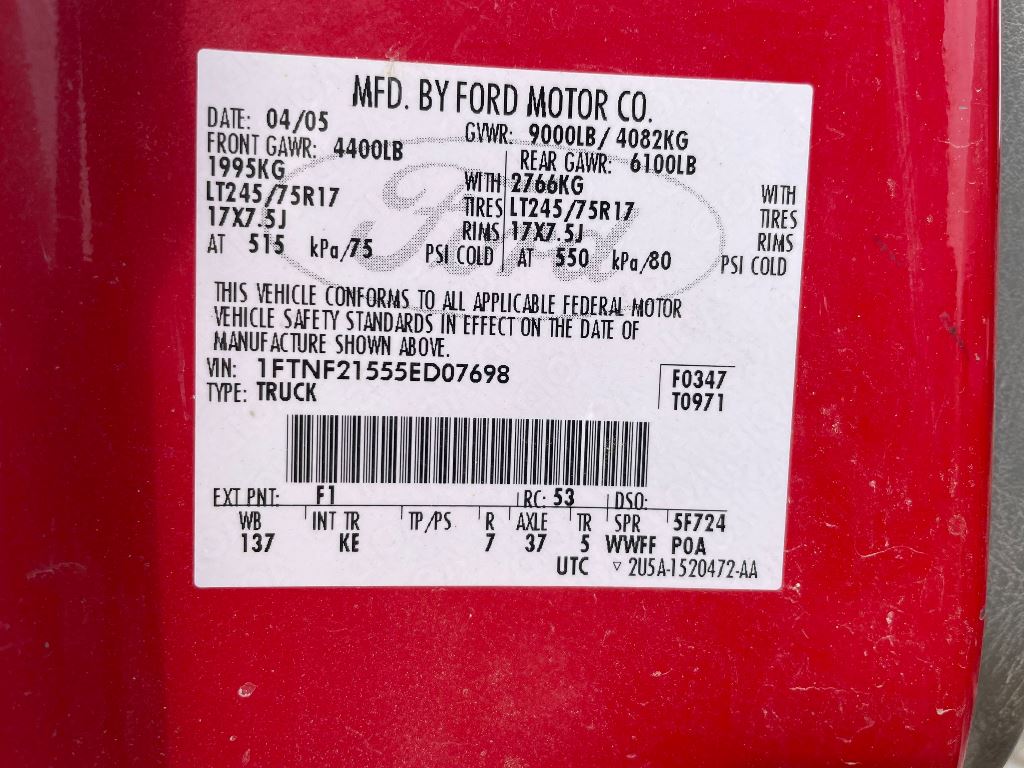 MFD. BY FORD MOTOR CO.
DATE: 04/05 GVWR: 9000LB/ 4082KG
FRONT GAWR: 4400LB REAR GAWR: 6100LB
1995KG WITH 2766KG WITH
LT245/75R17 TIRES LT245/75R17 TIRES
17X7.5J RIMS 17X7.5J RIMS
AT 515 kPa/75 PSI COLD AT 550 kPa/80 PSI COLD
Ford
THIS VEHICLE CONFORMS TO ALL APPLICABLE FEDERAL MOTOR
VEHICLE SAFETY STANDARDS IN EFFECT ON THE DATE OF
MANUFACTURE SHOWN ABOVE.
VIN: 1FTNF21555ED07698 F0347
TYPE: TRUCK T0971
EXT PNT: F1 RC: 53 DSO:
WB INT TR TP/PS R AXLE TR SPR 5F724
137 KE 7 37 5 WWFF POA
UTC ▽ 2U5A-1520472-AA